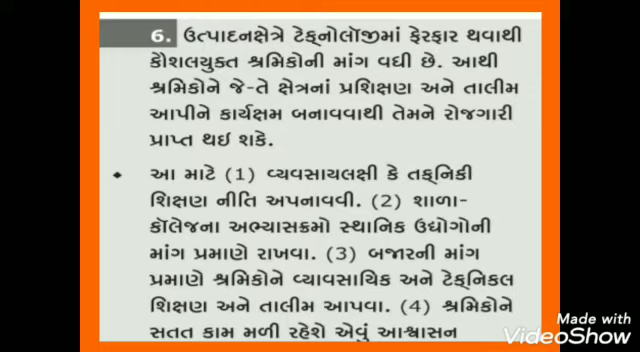 6. ઉત્પાદનક્ષેત્રે ટેક્નોલૉજીમાં ફેરફાર થવાથી
કૌશલયુક્ત શ્રમિકોની માંગ વધી છે. આથી
શ્રમિકોને જે-તે ક્ષેત્રનાં પ્રશિક્ષણ અને તાલીમ
આપીને કાર્યક્ષમ બનાવવાથી તેમને રોજગારી
પ્રાપ્ત થઇ શકે.
♦ આ માટે (1) વ્યવસાયલક્ષી કે તક્નિકી
શિક્ષણ નીતિ અપનાવવી. (2) શાળા-
કૉલેજના અભ્યાસક્રમો સ્થાનિક ઉદ્યોગોની
માંગ પ્રમાણે રાખવા. (3) બજારની માંગ
પ્રમાણે શ્રમિકોને વ્યાવસાયિક અને ટેક્નિકલ
શિક્ષણ અને તાલીમ આપવા. (4) શ્રમિકોને
સતત કામ મળી રહેશે એવું આશ્વાસન
Made with
VideoShow